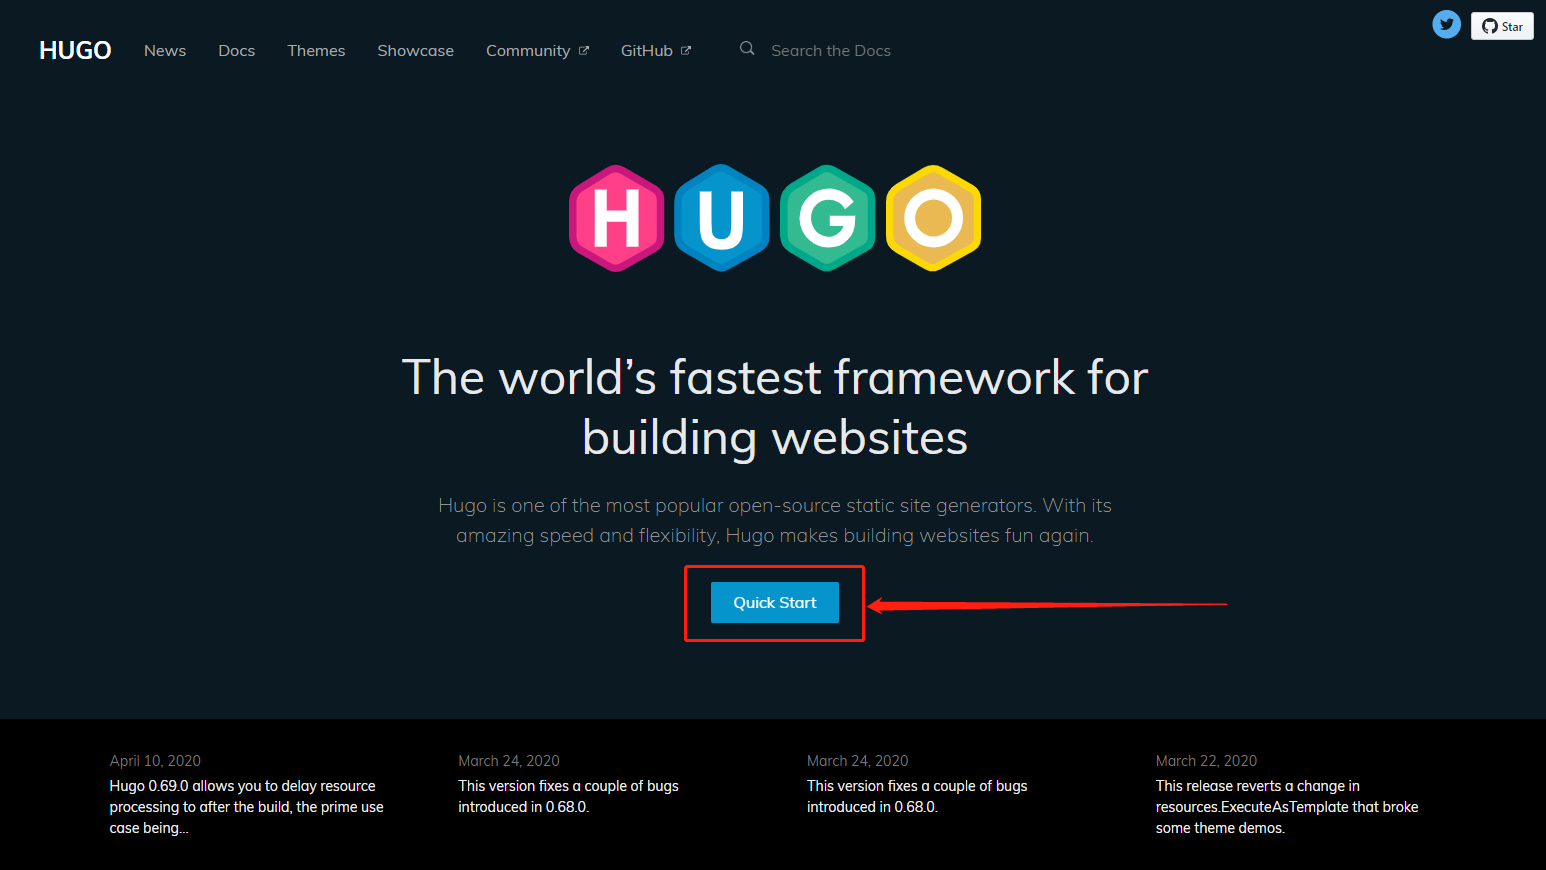 HUGO News Docs Themes Showcase Community GitHub Search the Docs Star
HUGO
The world’s fastest framework for
building websites
Hugo is one of the most popular open-source static site generators. With its
amazing speed and flexibility, Hugo makes building websites fun again.
Quick Start
April 10, 2020
Hugo 0.69.0 allows you to delay resource
processing to after the build, the prime use
case being...
March 24, 2020
This version fixes a couple of bugs
introduced in 0.68.0.
March 24, 2020
This version fixes a couple of bugs
introduced in 0.68.0.
March 22, 2020
This release reverts a change in
resources.ExecuteAsTemplate that broke
some theme demos.